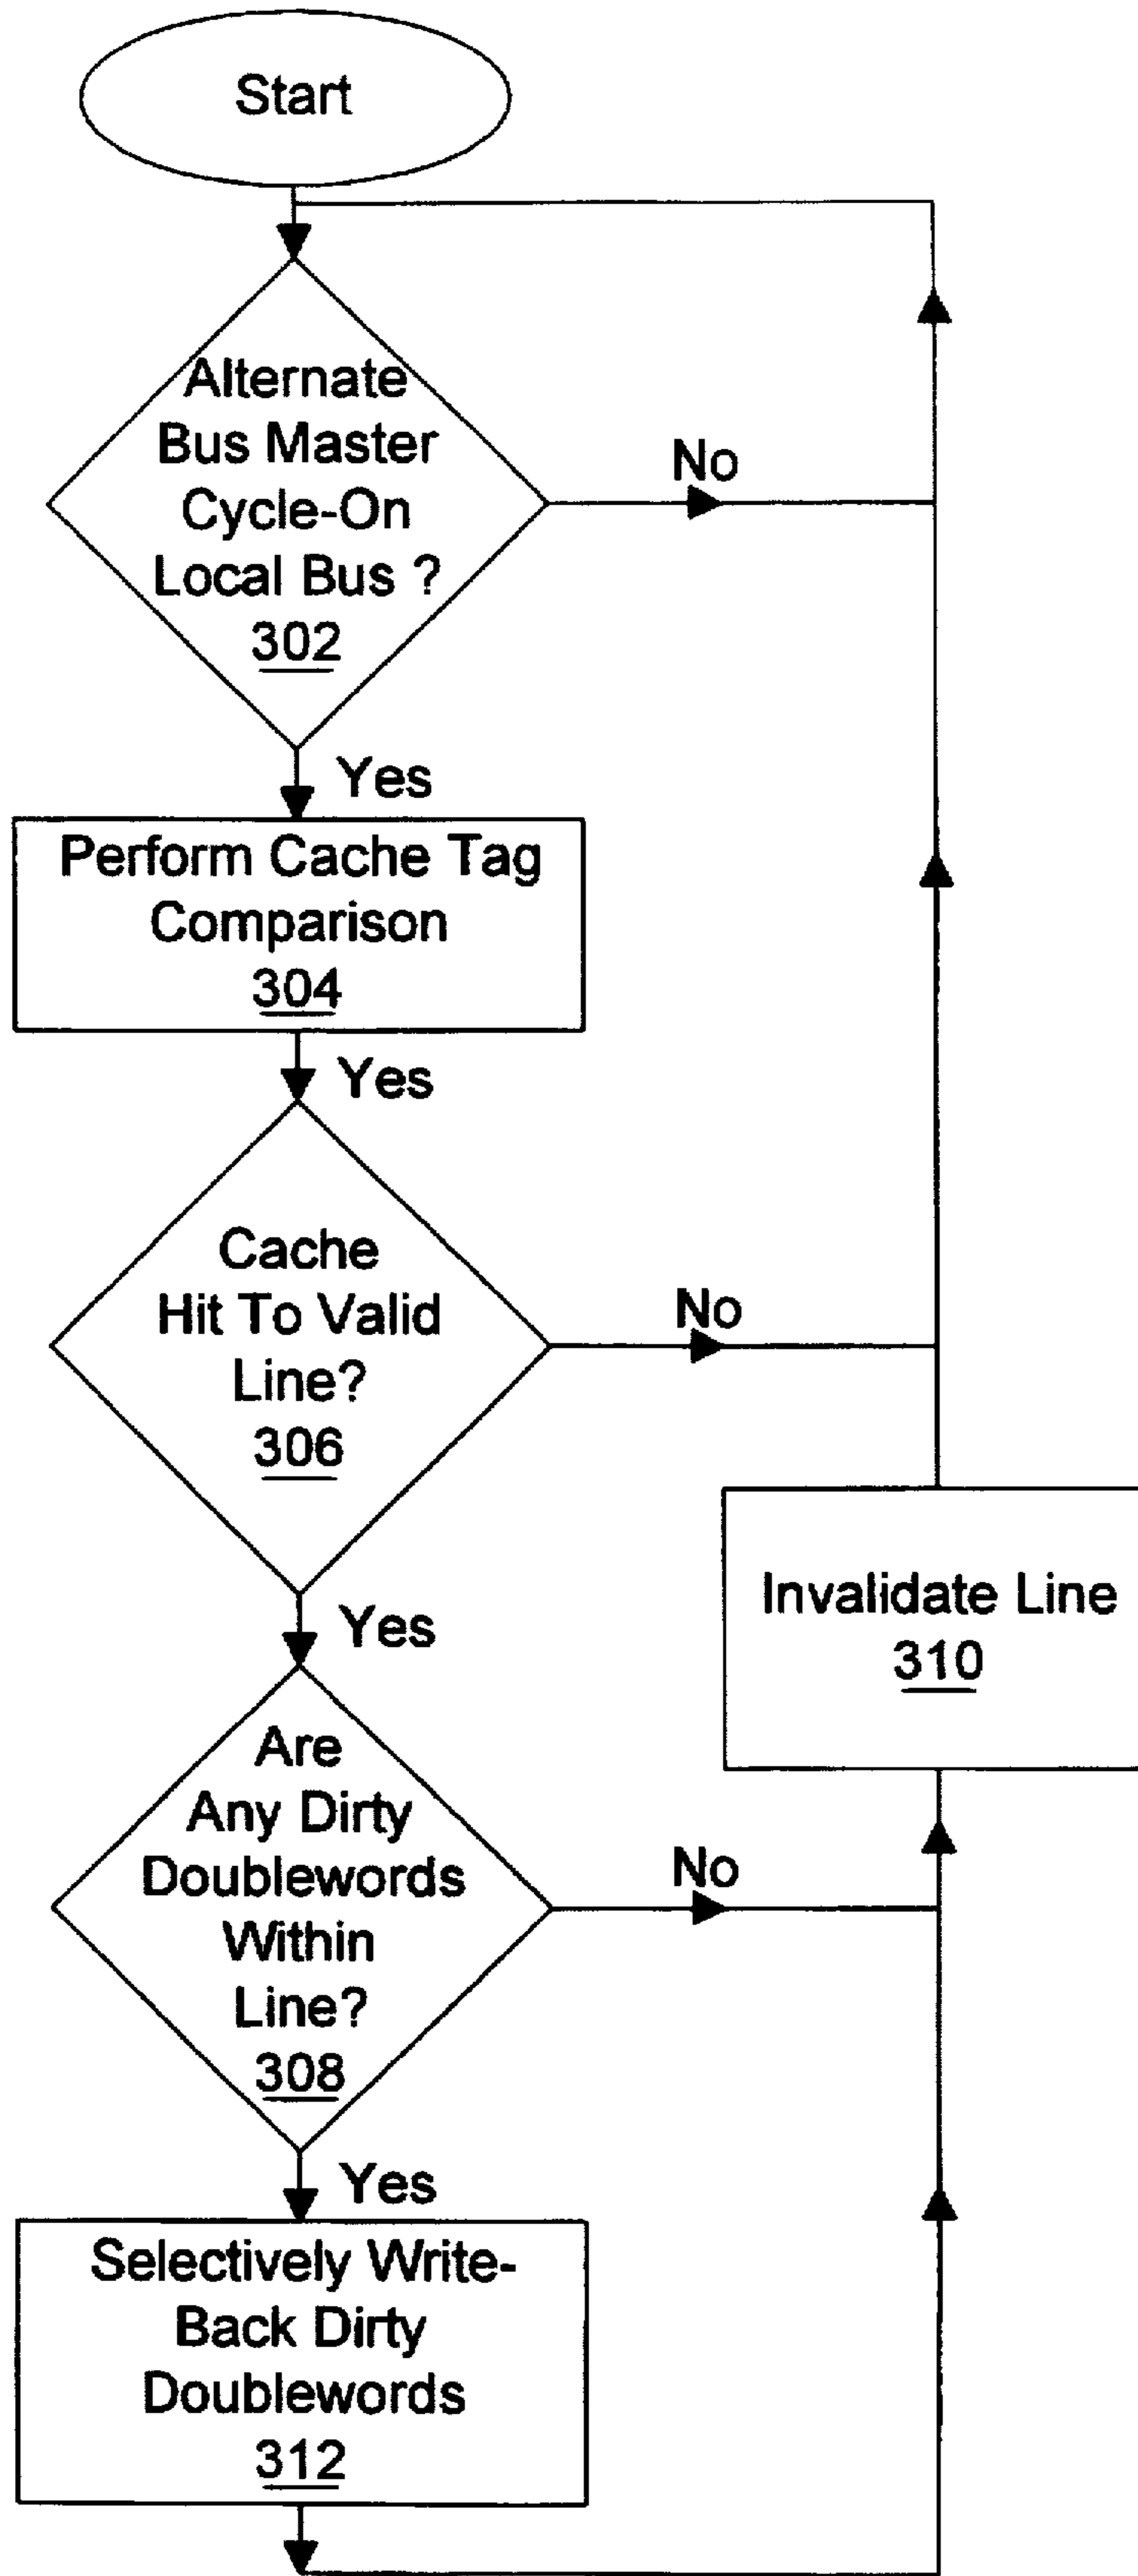 Start
Alternate
Bus Master
Cycle-On
Local Bus ?
302
No
Yes
Perform Cache Tag
Comparison
304
Yes
Cache
Hit To Valid
Line?
306
No
Yes
Invalidate Line
310
Are
Any Dirty
Doublewords
Within
Line?
308
No
Yes
Selectively Write-
Back Dirty
Doublewords
312